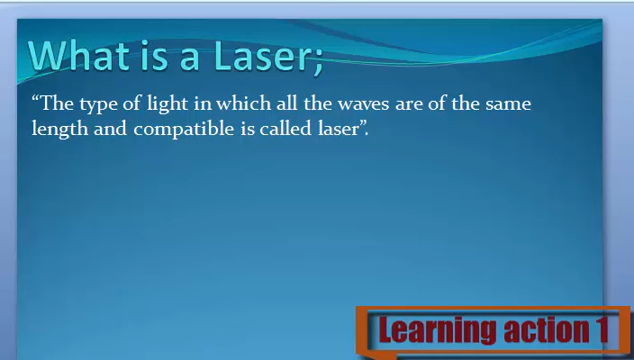 What is a Laser;
“The type of light in which all the waves are of the same
length and compatible is called laser”.
Learning action 1